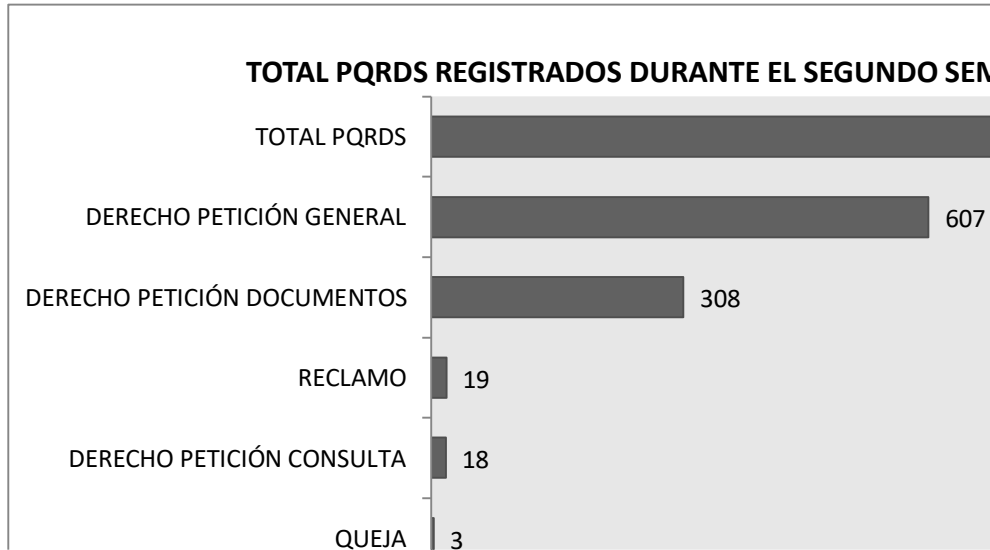 TOTAL PQRDS REGISTRADOS DURANTE EL SEGUNDO SEM
TOTAL PQRDS
DERECHO PETICIÓN GENERAL 607
DERECHO PETICIÓN DOCUMENTOS 308
RECLAMO 19
DERECHO PETICIÓN CONSULTA 18
QUEJA 3